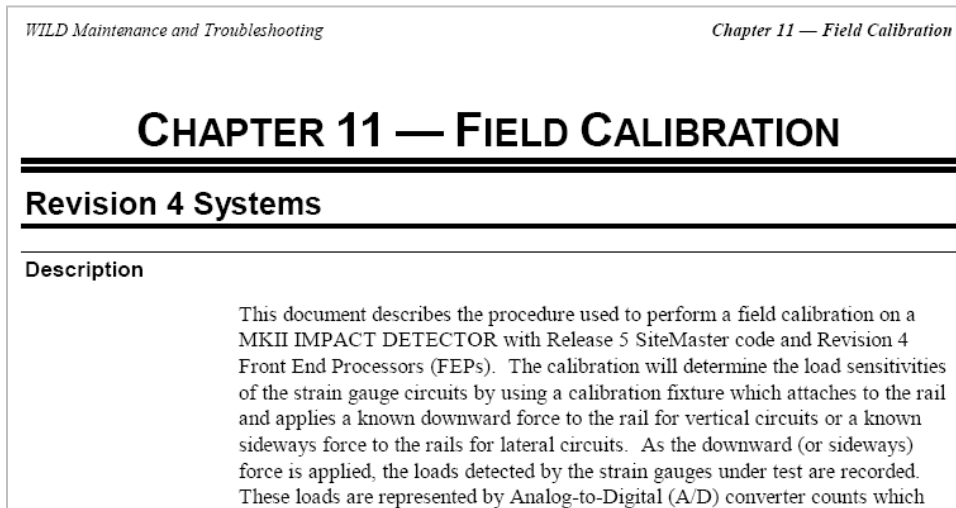 WILD Maintenance and Troubleshooting Chapter 11 — Field Calibration
CHAPTER 11 — FIELD CALIBRATION
Revision 4 Systems
Description
This document describes the procedure used to perform a field calibration on a
MKII IMPACT DETECTOR with Release 5 SiteMaster code and Revision 4
Front End Processors (FEPs). The calibration will determine the load sensitivities
of the strain gauge circuits by using a calibration fixture which attaches to the rail
and applies a known downward force to the rail for vertical circuits or a known
sideways force to the rails for lateral circuits. As the downward (or sideways)
force is applied, the loads detected by the strain gauges under test are recorded.
These loads are represented by Analog-to-Digital (A/D) converter counts which